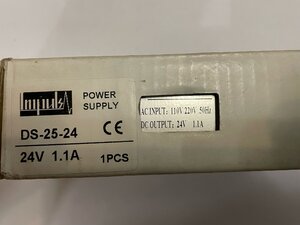 Impuls
POWER
SUPPLY
DS-25-24
CE
24V 1.1A
1PCS
AC INPUT: 110V/220V 50Hz
DC OUTPUT: 24V 1.1A